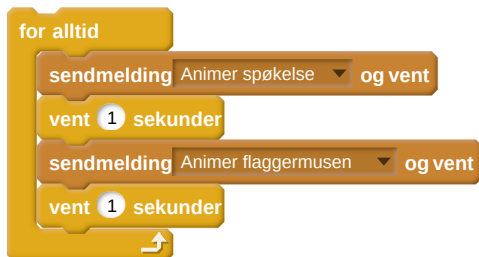 for alltid
sendmelding Animer spøkelse og vent
vent 1 sekunder
sendmelding Animer flaggermusen og vent
vent 1 sekunder